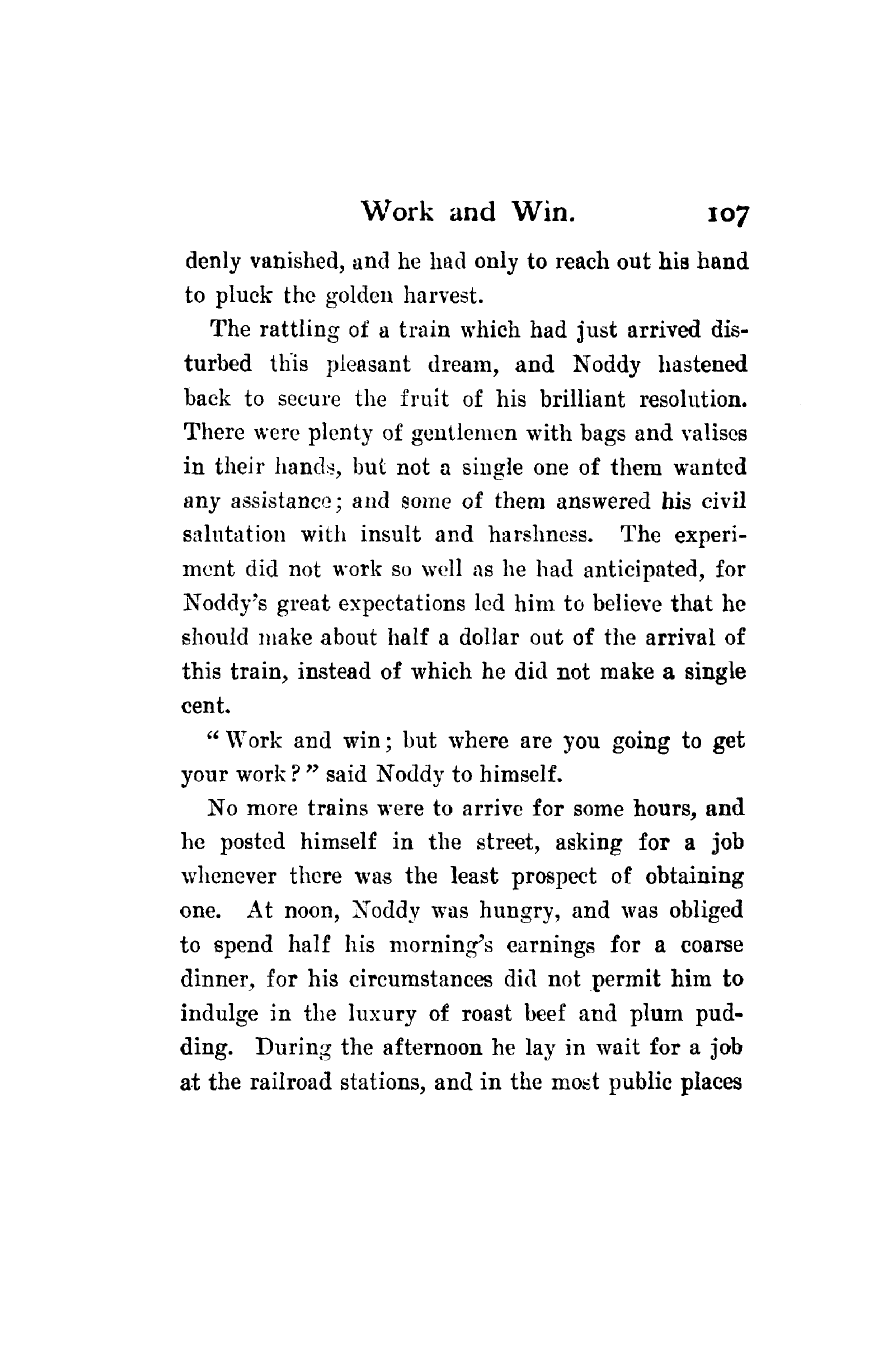 Work and Win. 107
denly vanished, and he had only to reach out his hand
to pluck the golden harvest.
The rattling of a train which had just arrived dis-
turbed this pleasant dream, and Noddy hastened
back to secure the fruit of his brilliant resolution.
There were plenty of gentlemen with bags and valises
in their hands, but not a single one of them wanted
any assistance; and some of them answered his civil
salutation with insult and harshness. The experi-
ment did not work so well as he had anticipated, for
Noddy's great expectations led him to believe that he
should make about half a dollar out of the arrival of
this train, instead of which he did not make a single
cent.
“ Work and win; but where are you going to get
your work ? ” said Noddy to himself.
No more trains were to arrive for some hours, and
he posted himself in the street, asking for a job
whenever there was the least prospect of obtaining
one. At noon, Noddy was hungry, and was obliged
to spend half his morning's earnings for a coarse
dinner, for his circumstances did not permit him to
indulge in the luxury of roast beef and plum pud-
ding. During the afternoon he lay in wait for a job
at the railroad stations, and in the most public places